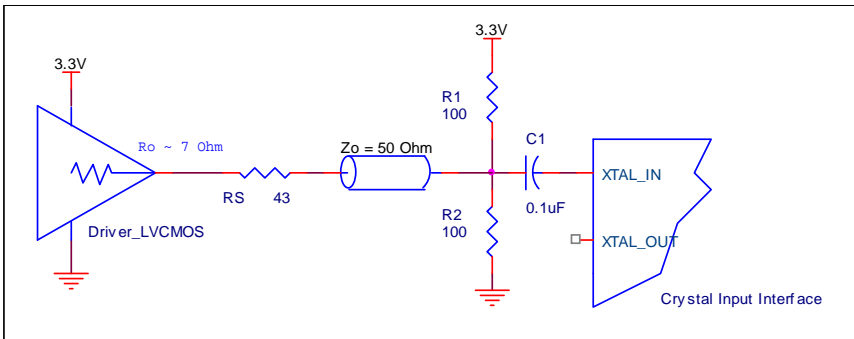 3.3V
3.3V
R1
100
Ro ~ 7 Ohm
Zo = 50 Ohm
C1
XTAL_IN
RS 43
0.1uF
R2
100
Driver_LVCMOS
XTAL_OUT
Crystal Input Interface